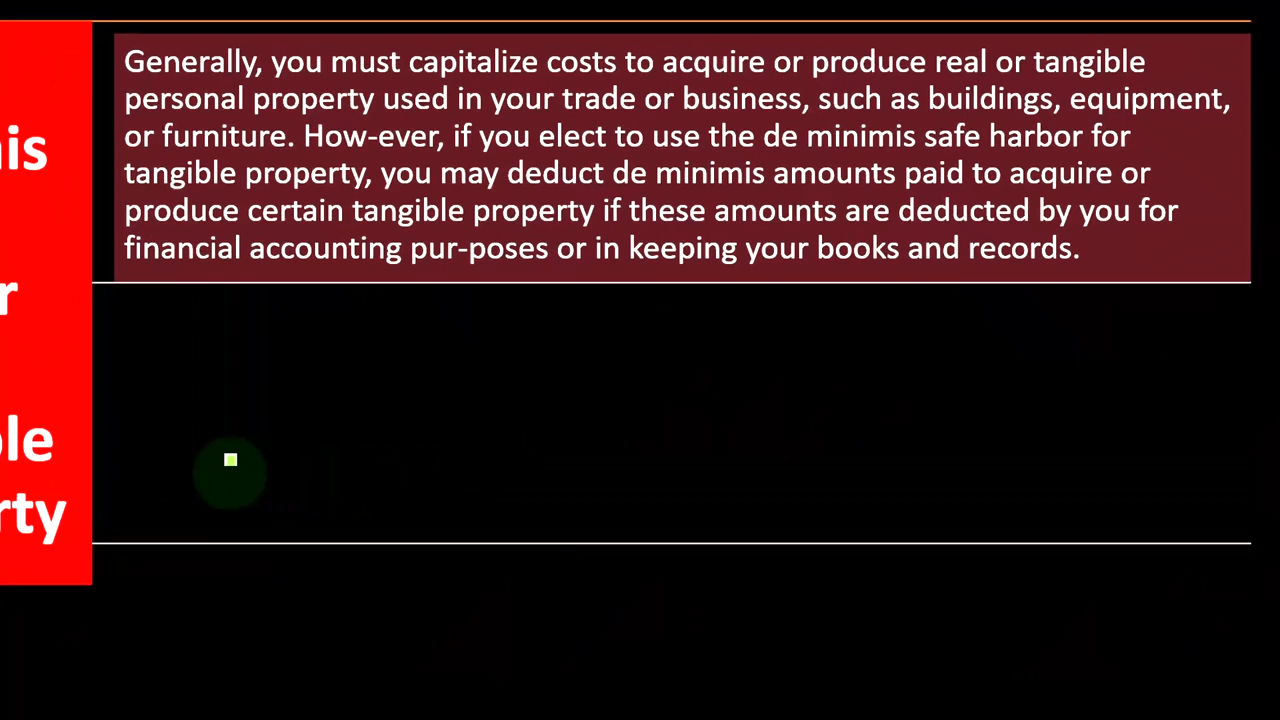 Generally, you must capitalize costs to acquire or produce real or tangible
personal property used in your trade or business, such as buildings, equipment,
or furniture. How-ever, if you elect to use the de minimis safe harbor for
tangible property, you may deduct de minimis amounts paid to acquire or
produce certain tangible property if these amounts are deducted by you for
financial accounting pur-poses or in keeping your books and records.